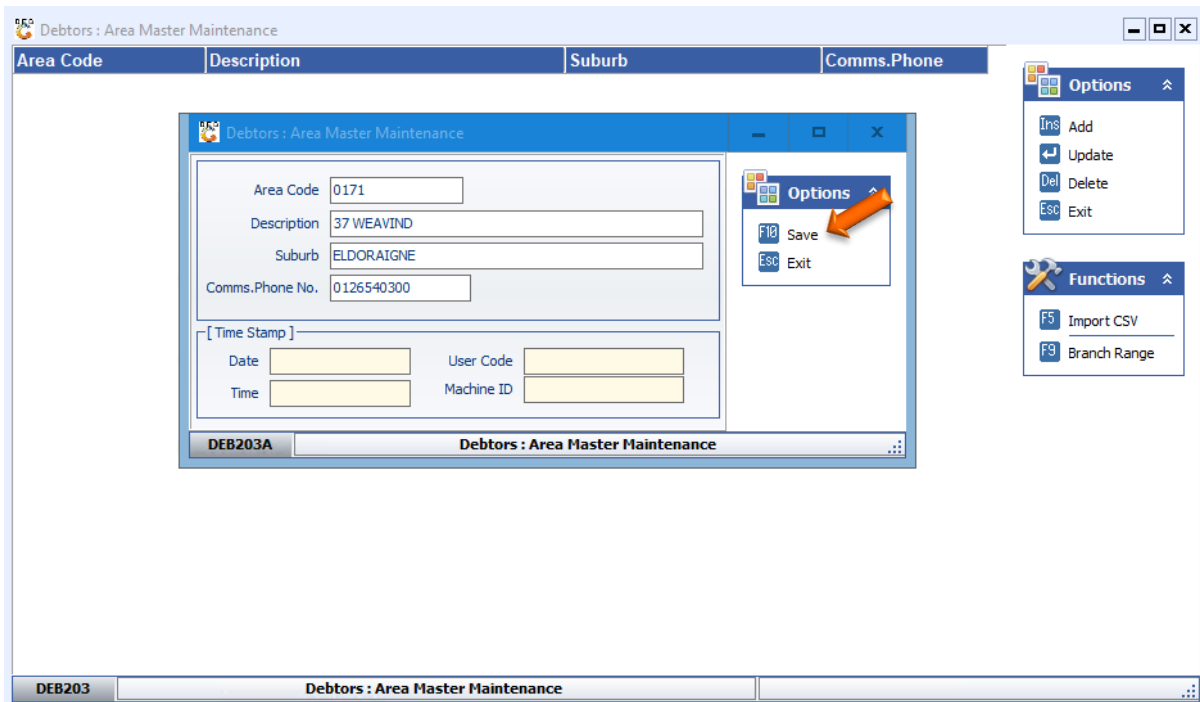 Debtors : Area Master Maintenance
Area Code Description Suburb Comms.Phone
Options
Ins Add
Update
Del Delete
Esc Exit
Functions
F5 Import CSV
F9 Branch Range
Debtors : Area Master Maintenance
Area Code 0171
Description 37 WEAVIND
Suburb ELDORAIGNE
Comms.Phone No. 0126540300
[ Time Stamp ]
Date User Code
Time Machine ID
Options
F10 Save
Esc Exit
DEB203A Debtors : Area Master Maintenance
DEB203 Debtors : Area Master Maintenance